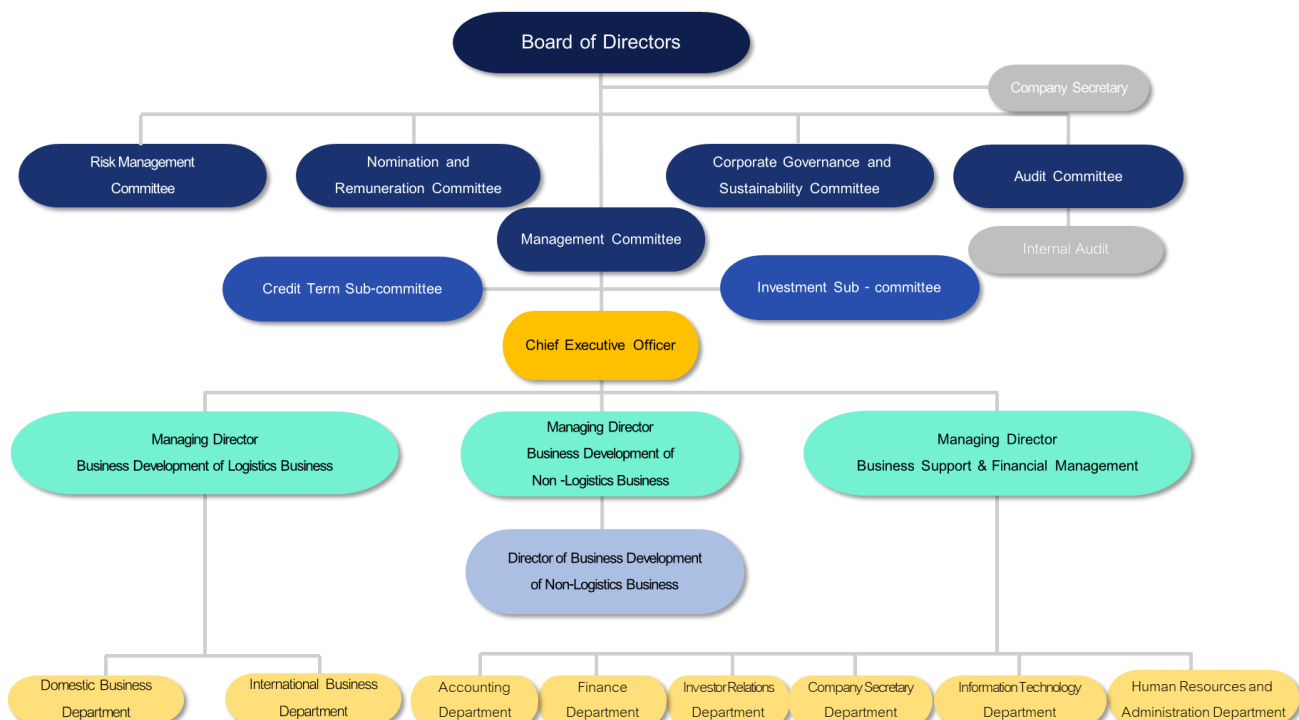 Board of Directors
Company Secretary
Risk Management
Committee
Nomination and
Remuneration Committee
Corporate Governance and
Sustainability Committee
Audit Committee
Management Committee
Internal Audit
Credit Term Sub-committee
Investment Sub - committee
Chief Executive Officer
Managing Director
Business Development of Logistics Business
Managing Director
Business Development of
Non -Logistics Business
Managing Director
Business Support & Financial Management
Director of Business Development
of Non-Logistics Business
Domestic Business
Department
International Business
Department
Accounting
Department
Finance
Department
Investor Relations
Department
Company Secretary
Department
Information Technology
Department
Human Resources and
Administration Department